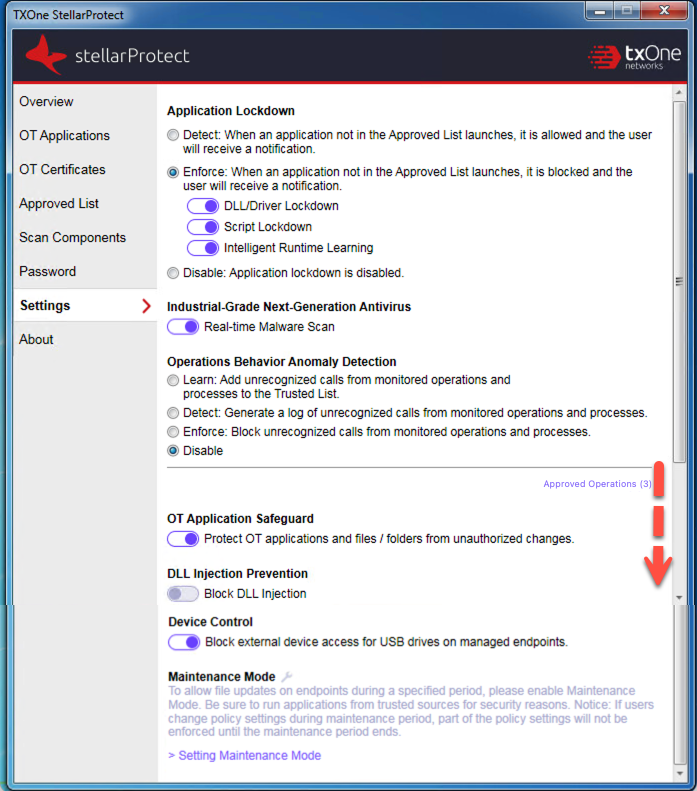 TXOne StellarProtect
stellarProtect
txOne
networks
Overview
OT Applications
OT Certificates
Approved List
Scan Components
Password
Settings
About
Application Lockdown
Detect: When an application not in the Approved List launches, it is allowed and the user
will receive a notification.
Enforce: When an application not in the Approved List launches, it is blocked and the
user will receive a notification.
DLL/Driver Lockdown
Script Lockdown
Intelligent Runtime Learning
Disable: Application lockdown is disabled.
Industrial-Grade Next-Generation Antivirus
Real-time Malware Scan
Operations Behavior Anomaly Detection
Learn: Add unrecognized calls from monitored operations and
processes to the Trusted List.
Detect: Generate a log of unrecognized calls from monitored operations and processes.
Enforce: Block unrecognized calls from monitored operations and processes.
Disable
Approved Operations (3)
OT Application Safeguard
Protect OT applications and files / folders from unauthorized changes.
DLL Injection Prevention
Block DLL Injection
Device Control
Block external device access for USB drives on managed endpoints.
Maintenance Mode
To allow file updates on endpoints during a specified period, please enable Maintenance
Mode. Be sure to run applications from trusted sources for security reasons. Notice: If users
change policy settings during maintenance period, part of the policy settings will not be
enforced until the maintenance period ends.
> Setting Maintenance Mode